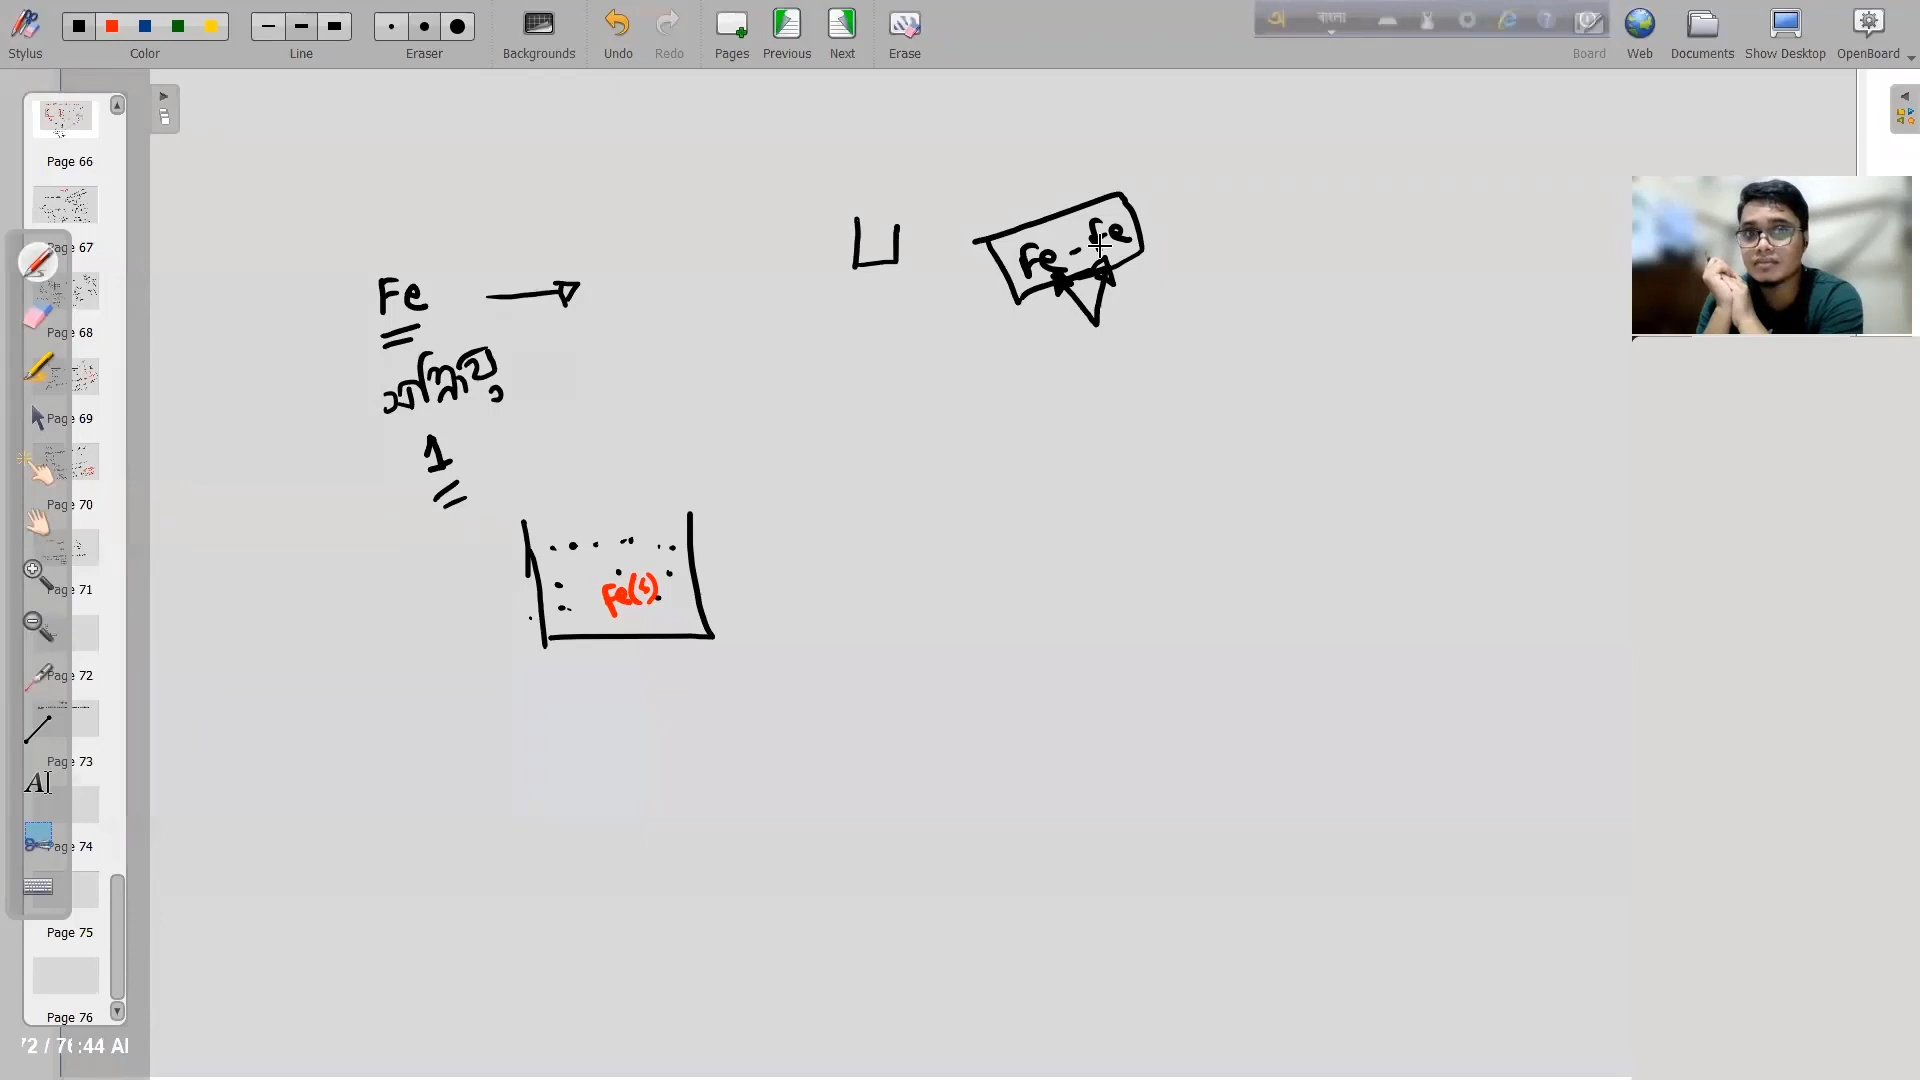 Stylus
Color
Line
Eraser
Backgrounds
Undo
Redo
Pages
Previous
Next
Erase
বাংলা
Board
Web
Documents
Show Desktop
OpenBoard
Page 66
Page 67
Page 68
Page 69
Page 70
Page 71
Page 72
Page 73
Page 74
Page 75
Page 76
Fe
1
Fe - Fe
Fe(s)